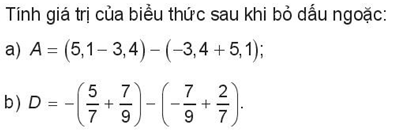 Tính giá trị của biểu thức sau khi bỏ dấu ngoặc:
a) A = (5,1 – 3,4) – (–3,4 + 5,1);
b) D = –(5/7 + 7/9) – (–7/9 + 2/7).